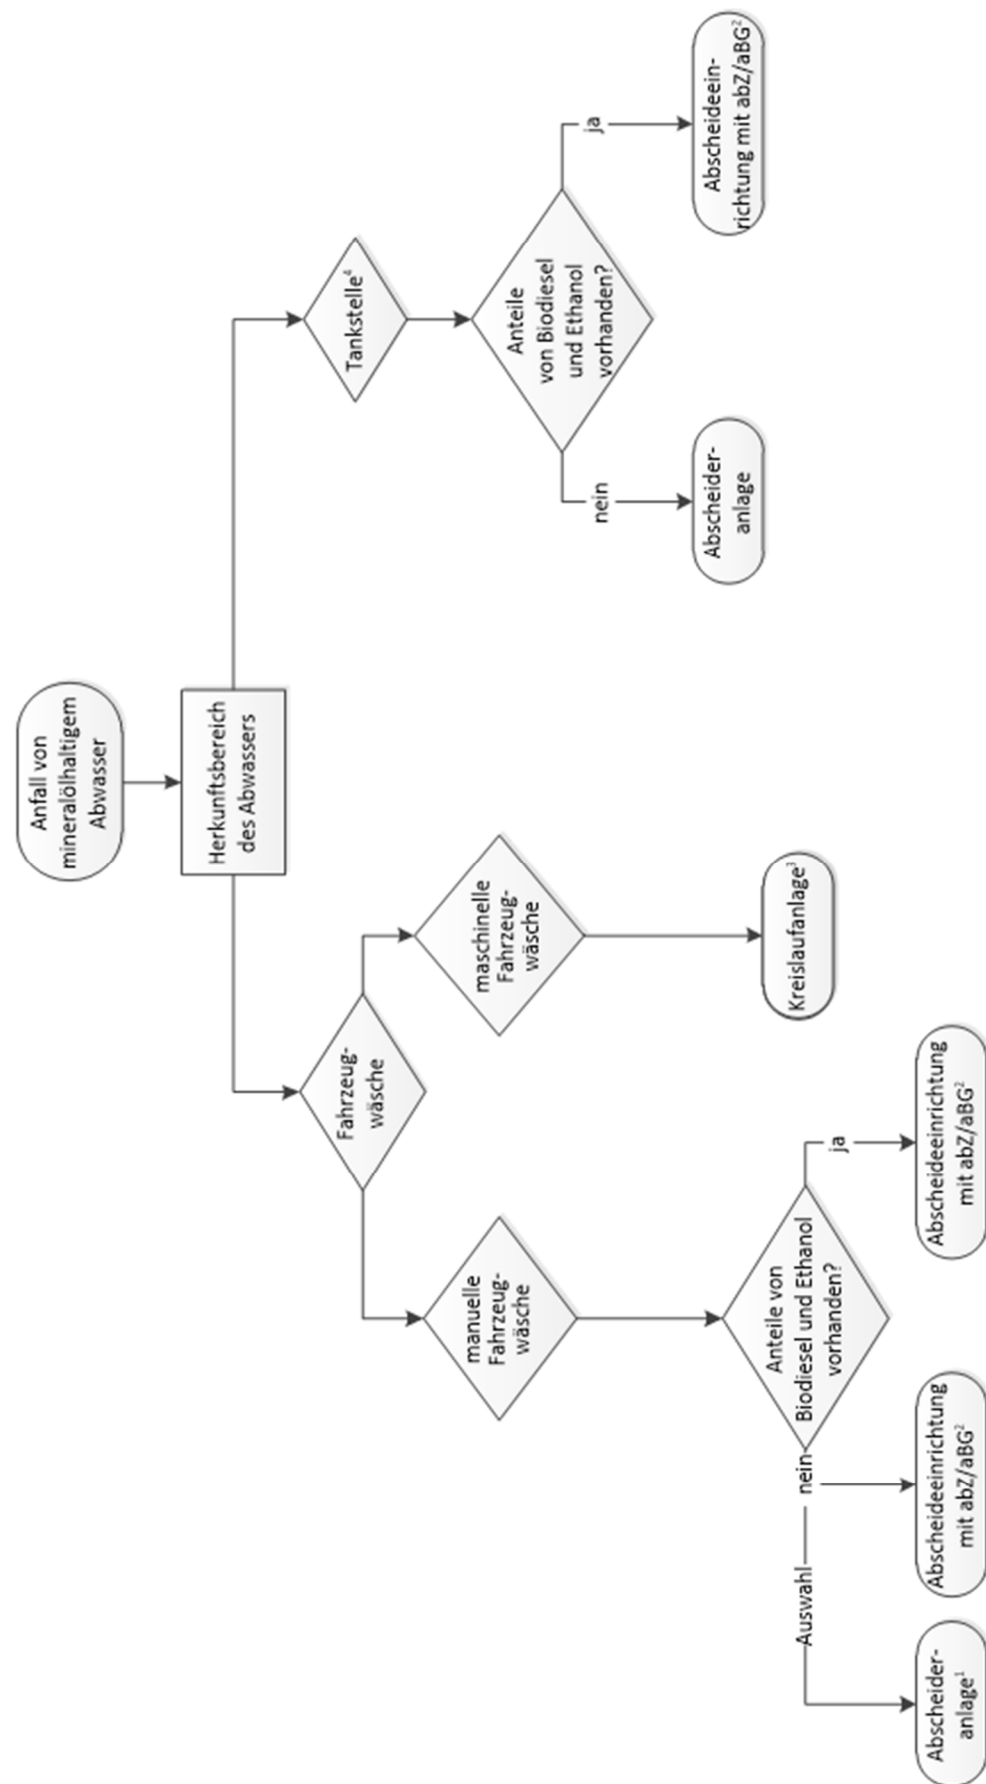 Anfall von
mineralölhaltigem
Abwasser
Herkunftsbereich
des Abwassers
Fahrzeug-
wäsche
Tankstelle⁴
manuelle
Fahrzeug-
wäsche
maschinelle
Fahrzeug-
wäsche
Anteile
von Biodiesel
und Ethanol
vorhanden?
nein
ja
Abscheider-
anlage
Abscheideein-
richtung mit abZ/aBG²
Kreislaufanlage³
Anteile von
Biodiesel und Ethanol
vorhanden?
Auswahl
nein
ja
Abscheider-
anlage¹
Abscheideeinrichtung
mit abZ/aBG²
Abscheideeinrichtung
mit abZ/aBG²